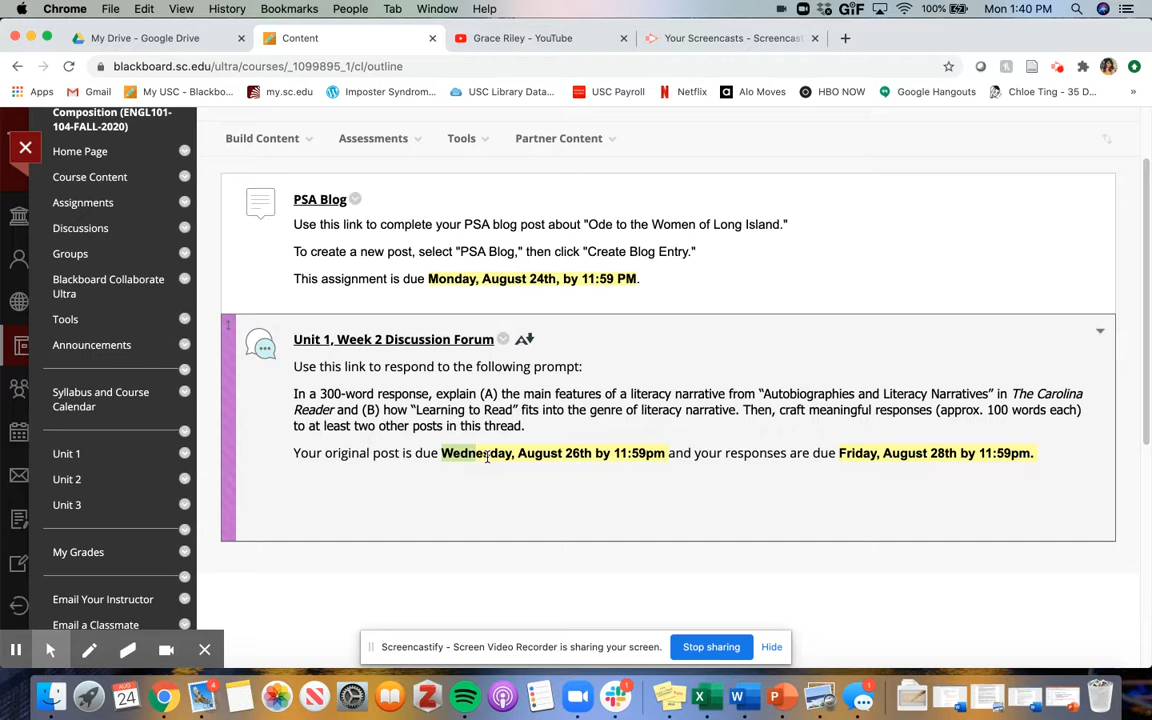 Chrome File Edit View History Bookmarks People Tab Window Help GIF 100% Mon 1:40 PM
My Drive - Google Drive Content Grace Riley - YouTube Your Screencasts - Screencas
blackboard.sc.edu/ultra/courses/_1099895_1/cl/outline
Apps Gmail My USC - Blackbo... my.sc.edu Imposter Syndrom... USC Library Data... USC Payroll Netflix Alo Moves HBO NOW Google Hangouts Chloe Ting - 35 D... »
Composition (ENGL101-
104-FALL-2020)
Home Page
Course Content
Assignments
Discussions
Groups
Blackboard Collaborate
Ultra
Tools
Announcements
Syllabus and Course
Calendar
Unit 1
Unit 2
Unit 3
My Grades
Email Your Instructor
Email a Classmate
Build Content Assessments Tools Partner Content
PSA Blog
Use this link to complete your PSA blog post about "Ode to the Women of Long Island."
To create a new post, select "PSA Blog," then click "Create Blog Entry."
This assignment is due Monday, August 24th, by 11:59 PM.
Unit 1, Week 2 Discussion Forum
Use this link to respond to the following prompt:
In a 300-word response, explain (A) the main features of a literacy narrative from “Autobiographies and Literacy Narratives” in The Carolina
Reader and (B) how “Learning to Read” fits into the genre of literacy narrative. Then, craft meaningful responses (approx. 100 words each)
to at least two other posts in this thread.
Your original post is due Wednesday, August 26th by 11:59pm and your responses are due Friday, August 28th by 11:59pm.
Screencastify - Screen Video Recorder is sharing your screen. Stop sharing Hide
AUG
24
4
1
1